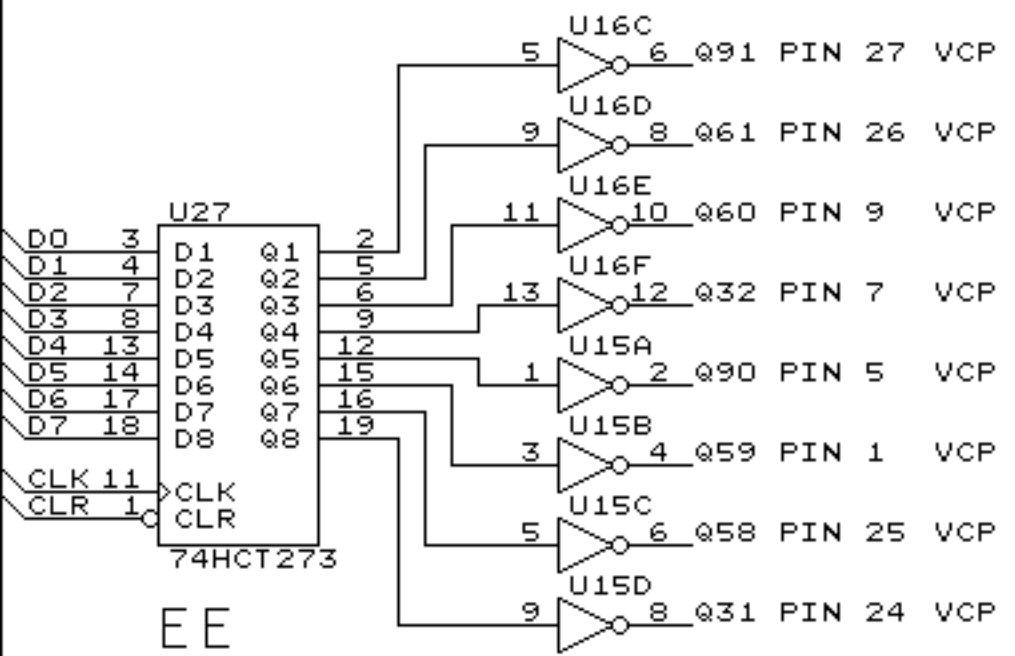 U16C
5 6 Q91 PIN 27 VCP
U16D
9 8 Q61 PIN 26 VCP
U16E
11 10 Q60 PIN 9 VCP
U16F
13 12 Q32 PIN 7 VCP
U15A
1 2 Q90 PIN 5 VCP
U15B
3 4 Q59 PIN 1 VCP
U15C
5 6 Q58 PIN 25 VCP
U15D
9 8 Q31 PIN 24 VCP
U27
D0 3 D1 Q1 2
D1 4 D2 Q2 5
D2 7 D3 Q3 6
D3 8 D4 Q4 9
D4 13 D5 Q5 12
D5 14 D6 Q6 15
D6 17 D7 Q7 16
D7 18 D8 Q8 19
CLK 11 CLK
CLR 1 CLR
74HCT273
EE